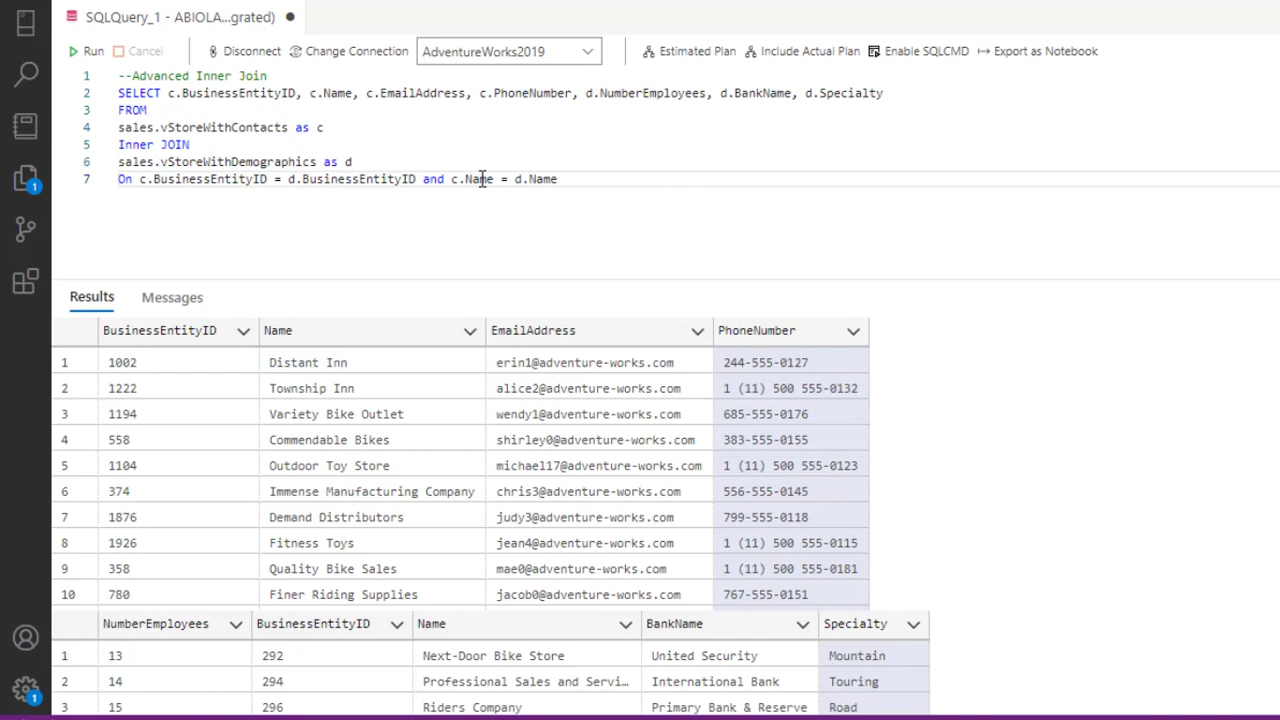 SQLQuery_1 - ABIOLA...grated) ●
Run Cancel Disconnect Change Connection AdventureWorks2019 Estimated Plan Include Actual Plan Enable SQLCMD Export as Notebook
1 --Advanced Inner Join
2 SELECT c.BusinessEntityID, c.Name, c.EmailAddress, c.PhoneNumber, d.NumberEmployees, d.BankName, d.Specialty
3 FROM
4 sales.vStoreWithContacts as c
5 Inner JOIN
6 sales.vStoreWithDemographics as d
7 On c.BusinessEntityID = d.BusinessEntityID and c.Name = d.Name
Results Messages
BusinessEntityID Name EmailAddress PhoneNumber
1 1002 Distant Inn erin1@adventure-works.com 244-555-0127
2 1222 Township Inn alice2@adventure-works.com 1 (11) 500 555-0132
3 1194 Variety Bike Outlet wendy1@adventure-works.com 685-555-0176
4 558 Commendable Bikes shirley0@adventure-works.com 383-555-0155
5 1104 Outdoor Toy Store michael17@adventure-works.com 1 (11) 500 555-0123
6 374 Immense Manufacturing Company chris3@adventure-works.com 556-555-0145
7 1876 Demand Distributors judy3@adventure-works.com 799-555-0118
8 1926 Fitness Toys jean4@adventure-works.com 1 (11) 500 555-0115
9 358 Quality Bike Sales mae0@adventure-works.com 1 (11) 500 555-0181
10 780 Finer Riding Supplies jacob0@adventure-works.com 767-555-0151
NumberEmployees BusinessEntityID Name BankName Specialty
1 13 292 Next-Door Bike Store United Security Mountain
2 14 294 Professional Sales and Servi… International Bank Touring
3 15 296 Riders Company Primary Bank & Reserve Road
1
1